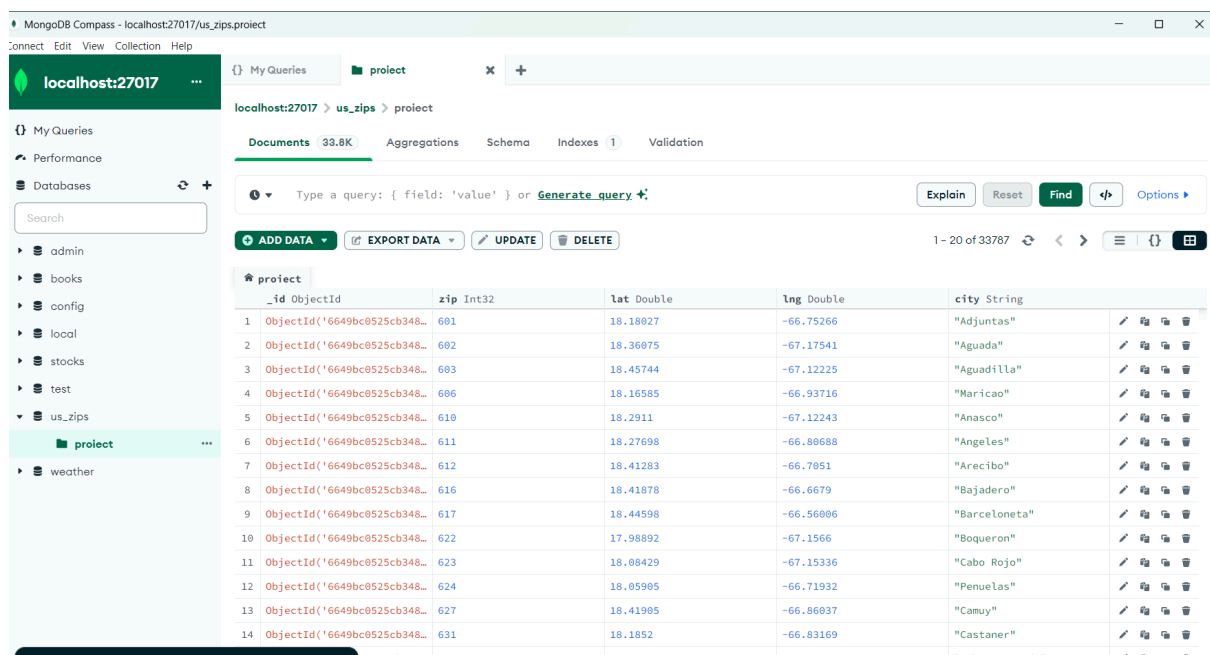 MongoDB Compass - localhost:27017/us_zips.project
Connect Edit View Collection Help
localhost:27017 ...
{} My Queries
proiect
localhost:27017 > us_zips > proiect
My Queries
Performance
Databases
Search
admin
books
config
local
stocks
test
us_zips
proiect ...
weather
Documents 33.8K Aggregations Schema Indexes 1 Validation
Type a query: { field: 'value' } or Generate query
Explain Reset Find </> Options
ADD DATA EXPORT DATA UPDATE DELETE
1 – 20 of 33787
proiect
_id ObjectId zip Int32 lat Double lng Double city String
1 ObjectId('6649bc0525cb348… 601 18.18027 -66.75266 "Adjuntas"
2 ObjectId('6649bc0525cb348… 602 18.36075 -67.17541 "Aguada"
3 ObjectId('6649bc0525cb348… 603 18.45744 -67.12225 "Aguadilla"
4 ObjectId('6649bc0525cb348… 606 18.16585 -66.93716 "Maricao"
5 ObjectId('6649bc0525cb348… 610 18.2911 -67.12243 "Anasco"
6 ObjectId('6649bc0525cb348… 611 18.27698 -66.80688 "Angeles"
7 ObjectId('6649bc0525cb348… 612 18.41283 -66.7051 "Arecibo"
8 ObjectId('6649bc0525cb348… 616 18.41878 -66.6679 "Bajadero"
9 ObjectId('6649bc0525cb348… 617 18.44598 -66.56006 "Barceloneta"
10 ObjectId('6649bc0525cb348… 622 17.98892 -67.1566 "Boqueron"
11 ObjectId('6649bc0525cb348… 623 18.08429 -67.15336 "Cabo Rojo"
12 ObjectId('6649bc0525cb348… 624 18.05905 -66.71932 "Penuelas"
13 ObjectId('6649bc0525cb348… 627 18.41905 -66.86037 "Camuy"
14 ObjectId('6649bc0525cb348… 631 18.1852 -66.83169 "Castaner"